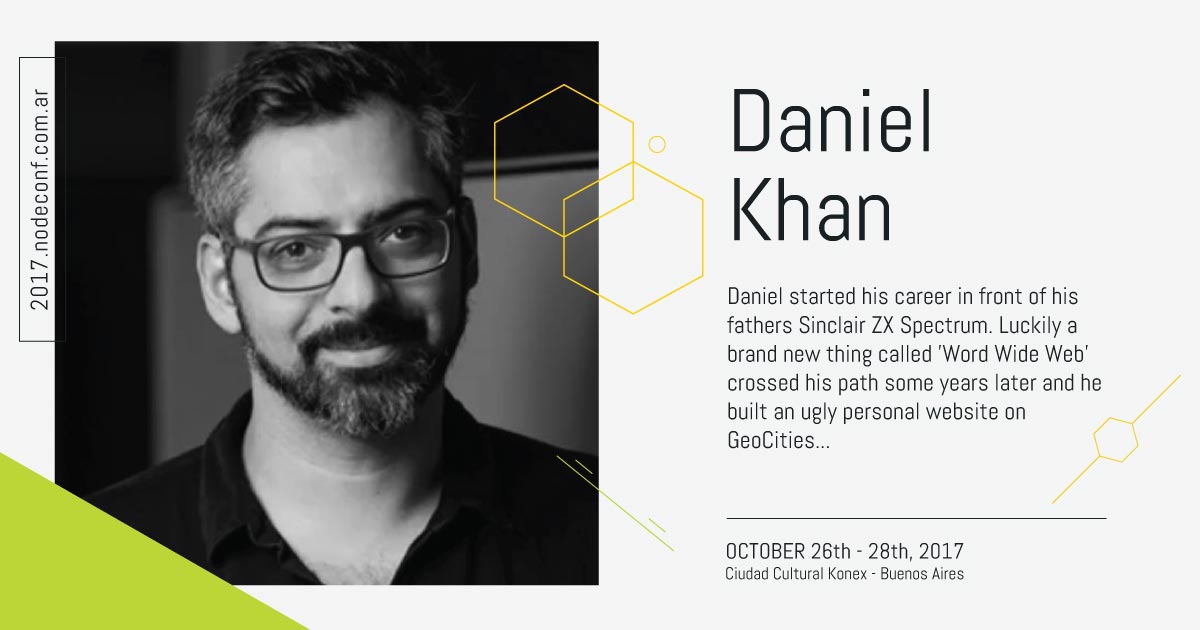 2017.nodeconf.com.ar
Daniel
Khan
Daniel started his career in front of his
fathers Sinclair ZX Spectrum. Luckily a
brand new thing called 'Word Wide Web'
crossed his path some years later and he
built an ugly personal website on
GeoCities...
OCTOBER 26th - 28th, 2017
Ciudad Cultural Konex - Buenos Aires